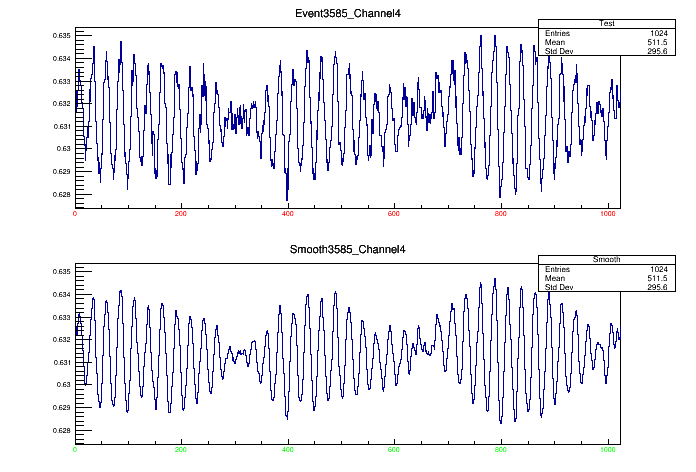 Event3585_Channel4
Test
Entries 1024
Mean 511.5
Std Dev 295.6
0.635
0.634
0.633
0.632
0.631
0.63
0.629
0.628
0 200 400 600 800 1000
Smooth3585_Channel4
Smooth
Entries 1024
Mean 511.5
Std Dev 295.6
0.635
0.634
0.633
0.632
0.631
0.63
0.629
0.628
0 200 400 600 800 1000